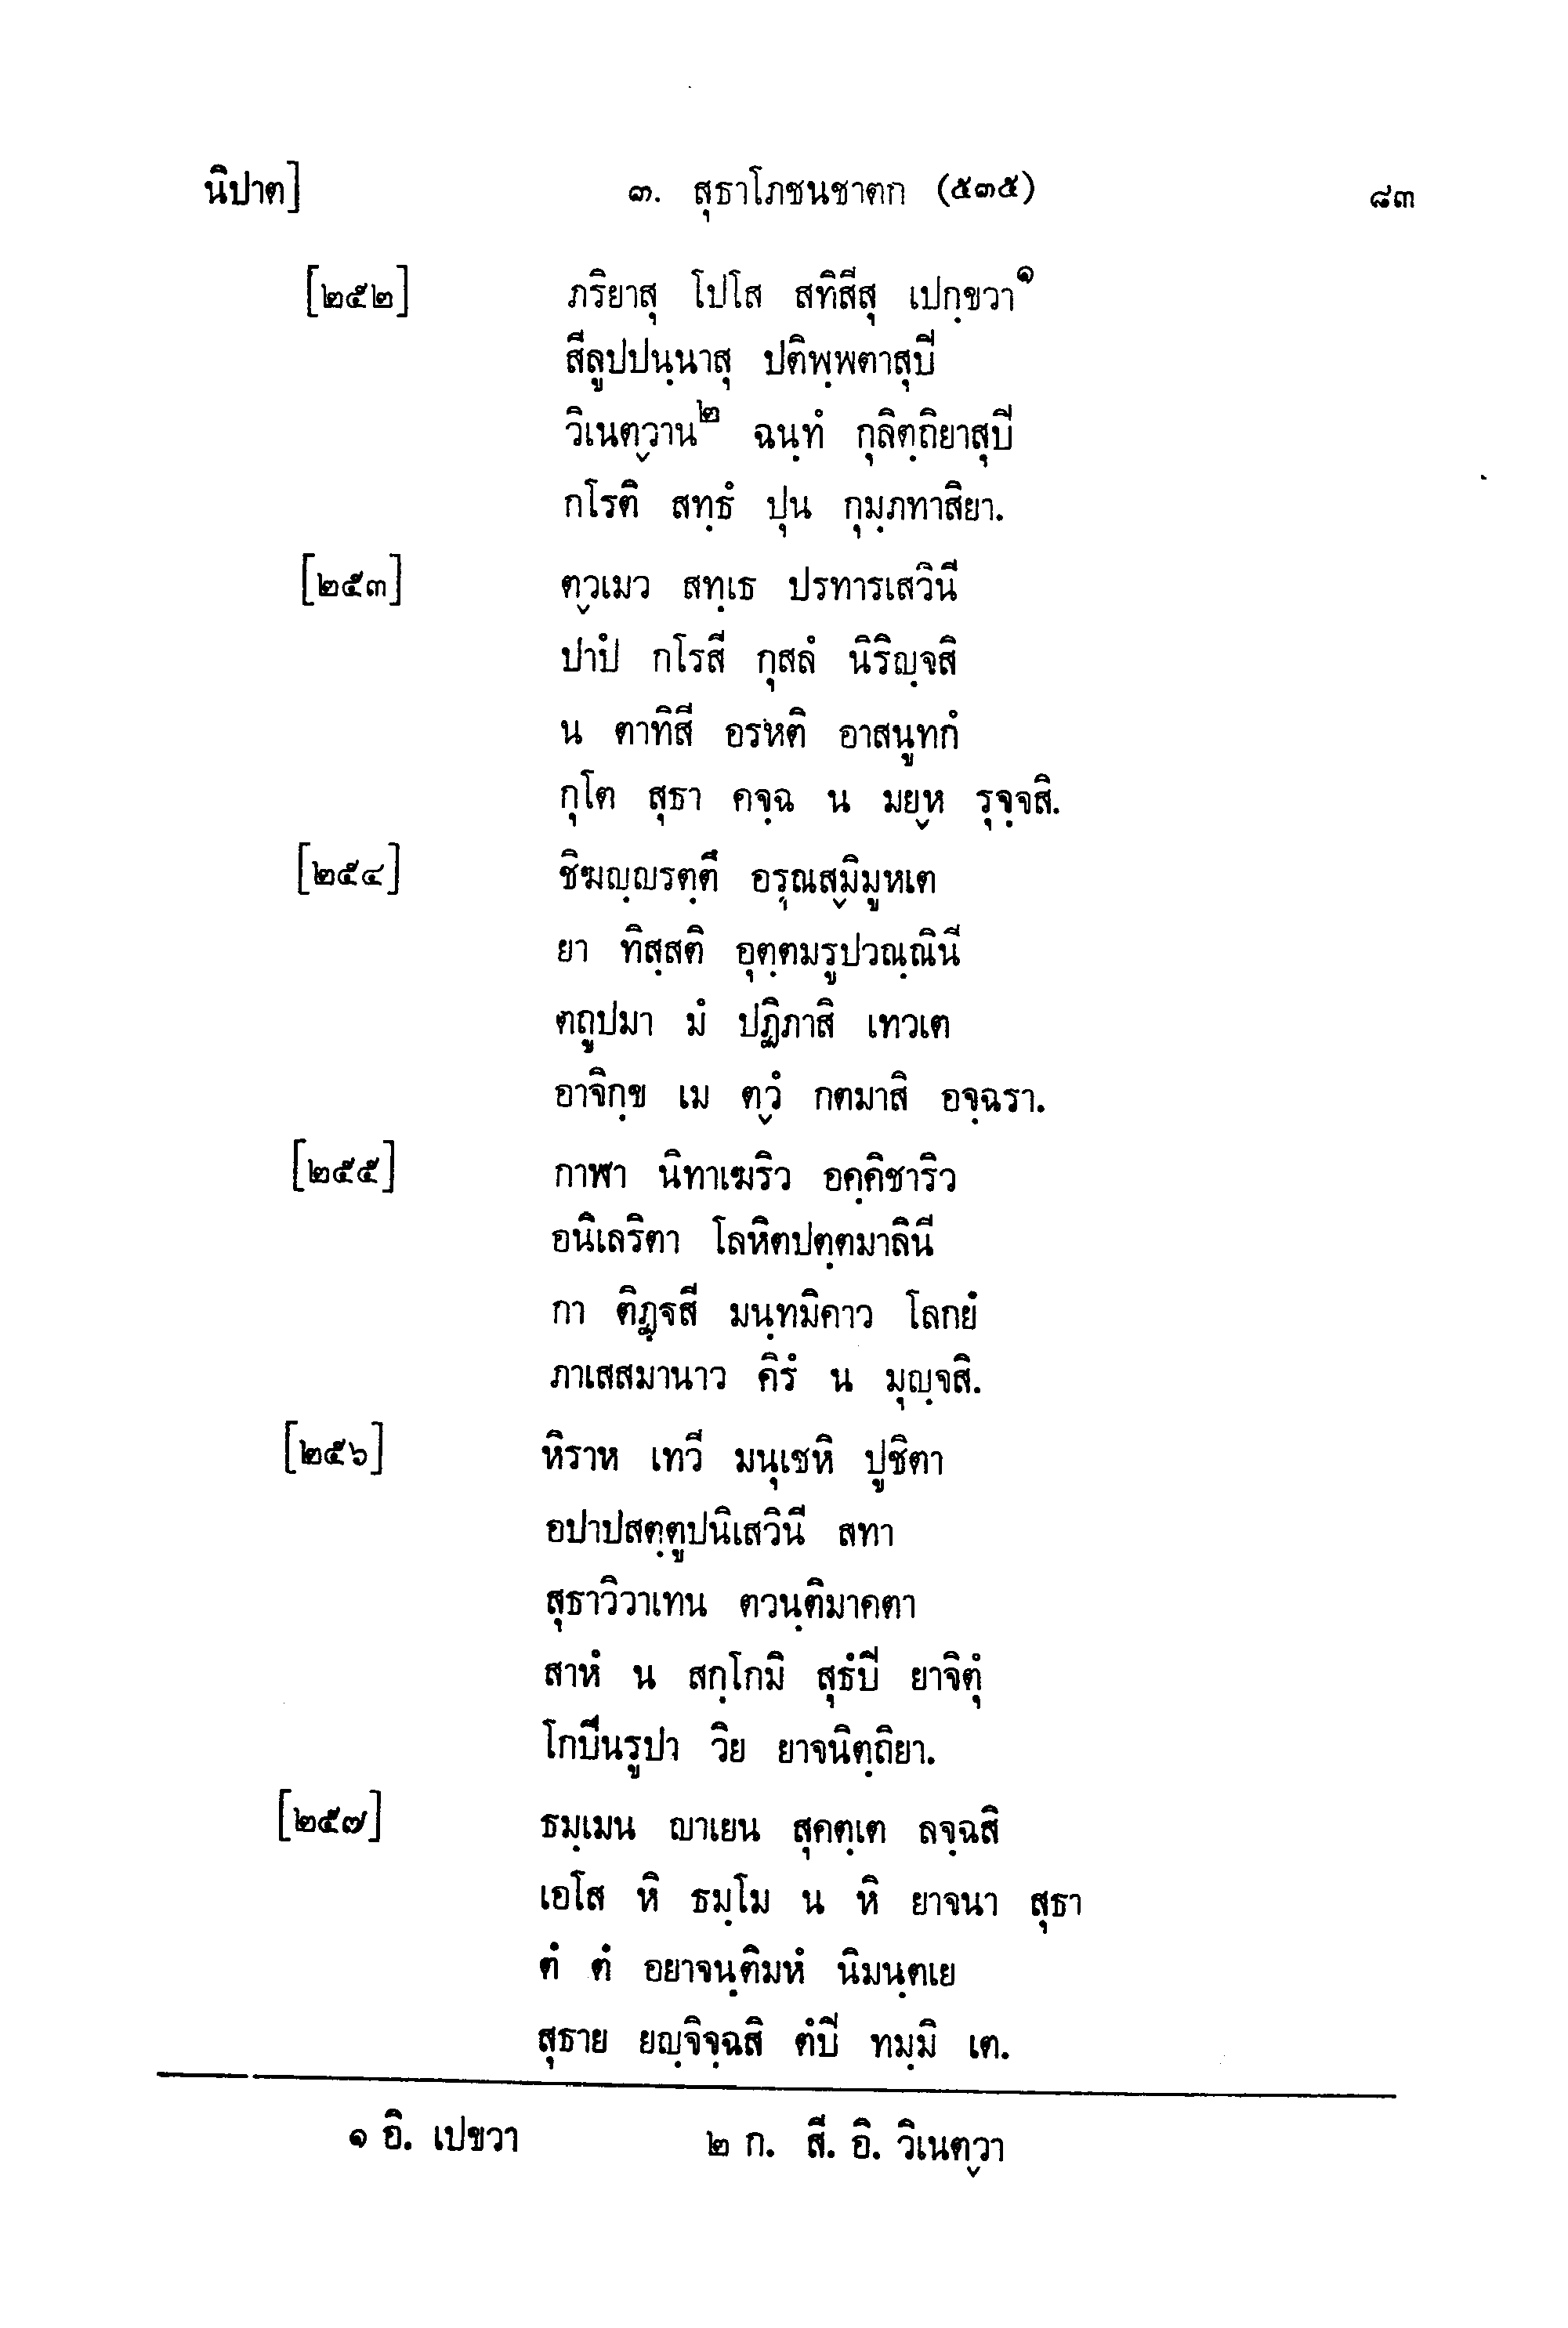 นิปาต]   ๓. สุธาโภชนชาตก (๕๓๕)   ๘๓
[๒๕๒]   ภริยาสุ โปโส สทิสีสุ เปกฺขวา๑
สีลูปปนฺนาสุ ปติพฺพตาสุปี
วิเนตฺวาน๒ ฉนฺทํ กุลิตฺถิยาสุปี
กโรติ สทฺธํ ปุน กุมฺภทาสิยา.
[๒๕๓]   ตฺวเมว สทฺเธ ปรทารเสวินี
ปาปํ กโรสี กุสลํ นิริญฺจสิ
น ตาทิสี อรหติ อาสนูทกํ
กุโต สุธา คจฺฉ น มยฺห รุจฺจสิ.
[๒๕๔]   ชิฆญฺญรตฺตึ อรุณสฺมิมูหเต
ยา ทิสฺสติ อุตฺตมรูปวณฺณินี
ตถูปมา มํ ปฏิภาสิ เทวเต
อาจิกฺข เม ตฺวํ กตมาสิ อจฺฉรา.
[๒๕๕]   กาฬา นิทาเฆริว อคฺคิชาริว
อนิเลริตา โลหิตปตฺตมาลินี
กา ติฏฺฐสี มนฺทมิคาว โลกยํ
ภาเสสมานาว คิรํ น มุญฺจสิ.
[๒๕๖]   หิราห เทวี มนุเชหิ ปูชิตา
อปาปสตฺตูปนิเสวินี สทา
สุธาวิวาเทน ตวนฺติมาคตา
สาหํ น สกฺโกมิ สุธํปี ยาจิตุํ
โกปีนรูปา วิย ยาจนิตฺถิยา.
[๒๕๗]   ธมฺเมน ญาเยน สุคตฺเต ลจฺฉสิ
เอโส หิ ธมฺโม น หิ ยาจนา สุธา
ตํ ตํ อยาจนฺติมหํ นิมนฺตเย
สุธาย ยญฺจิจฺฉสิ ตํปี ทมฺมิ เต.
๑ อิ. เปขวา   ๒ ก. สี. อิ. วิเนตฺวา